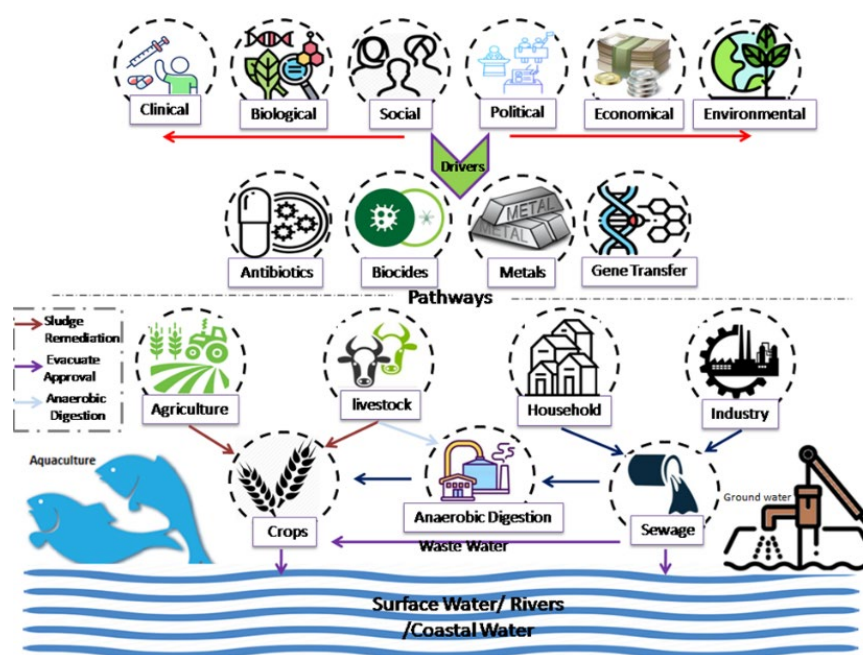 Clinical
Biological
Social
Political
Economical
Environmental
Drivers
METAL
METAL
Antibiotics
Biocides
Metals
Gene Transfer
Pathways
Sludge
Remediation
Evacuate
Approval
Anaerobic
Digestion
Agriculture
livestock
Household
Industry
Aquaculture
Ground water
Crops
Anaerobic Digestion
Sewage
Waste Water
Surface Water/ Rivers
/Coastal Water